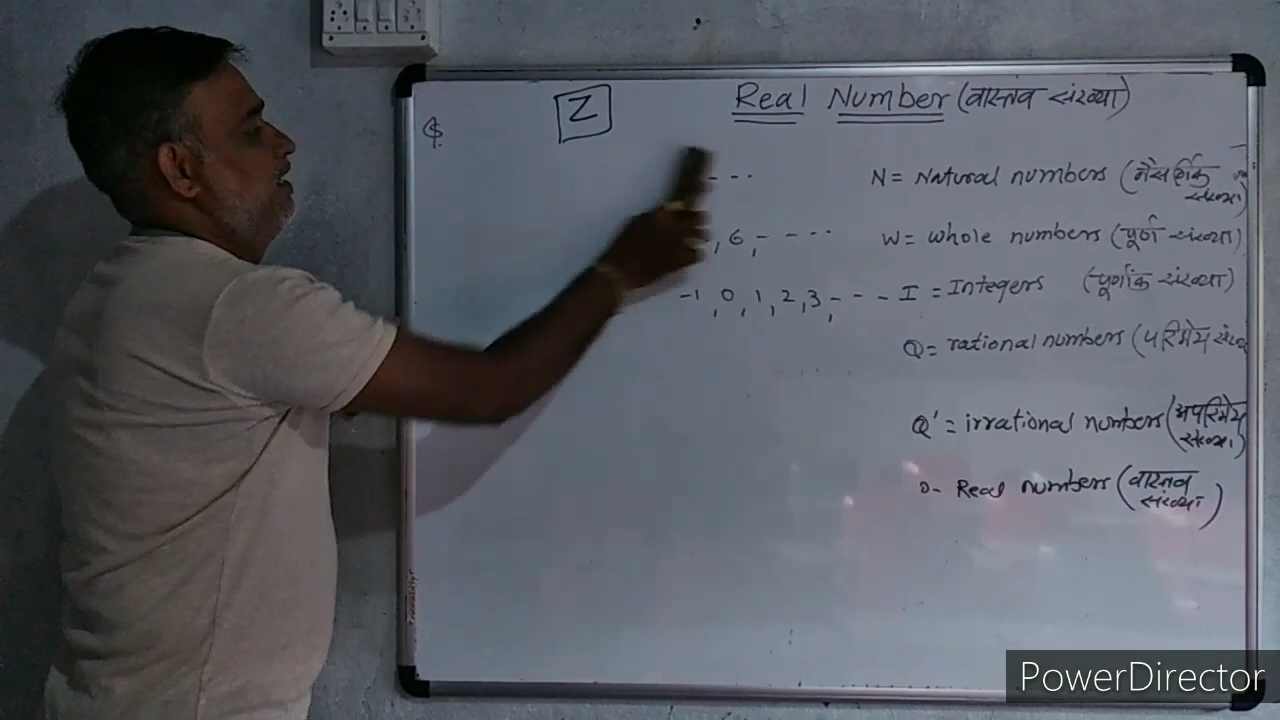 Z Real Number (वास्तव संख्या)
- - ..
N = Natural numbers (नैसर्गिक संख्या)
, 6, - - - ...
W = whole numbers (पूर्ण संख्या)
-1, 0, 1, 2, 3, - - -
I = Integers (पूर्णांक संख्या)
Q = rational numbers (परिमेय संख्
Q' = irrational numbers (अपरिमेय
संख्या)
Real numbers (वास्तव
संख्या)
PowerDirector